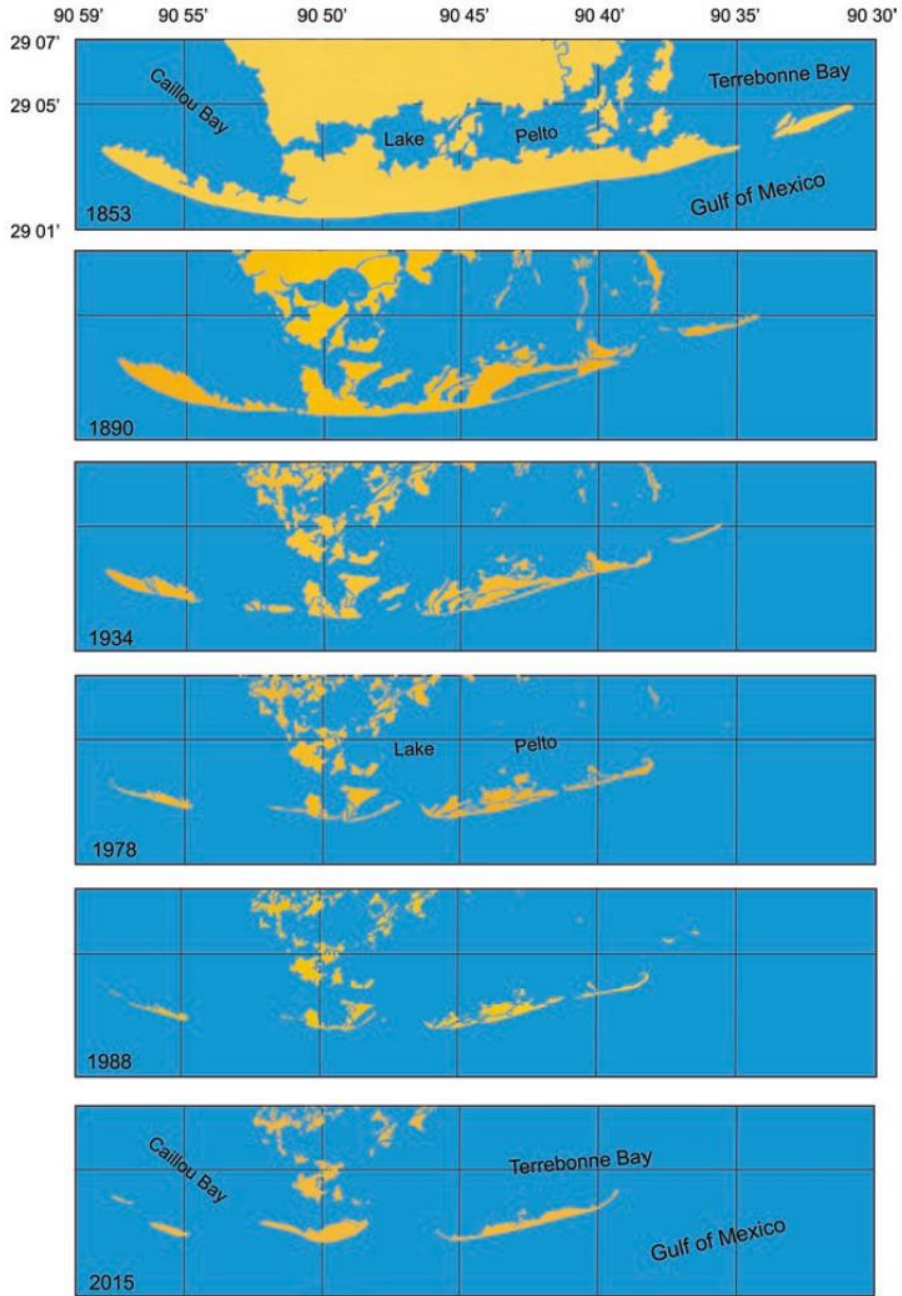 90 59' 90 55' 90 50' 90 45' 90 40' 90 35' 90 30'
29 07'
Caillou Bay
Terrebonne Bay
29 05'
Lake Pelto
Gulf of Mexico
1853
29 01'
1890
1934
Lake Pelto
1978
1988
Caillou Bay
Terrebonne Bay
Gulf of Mexico
2015